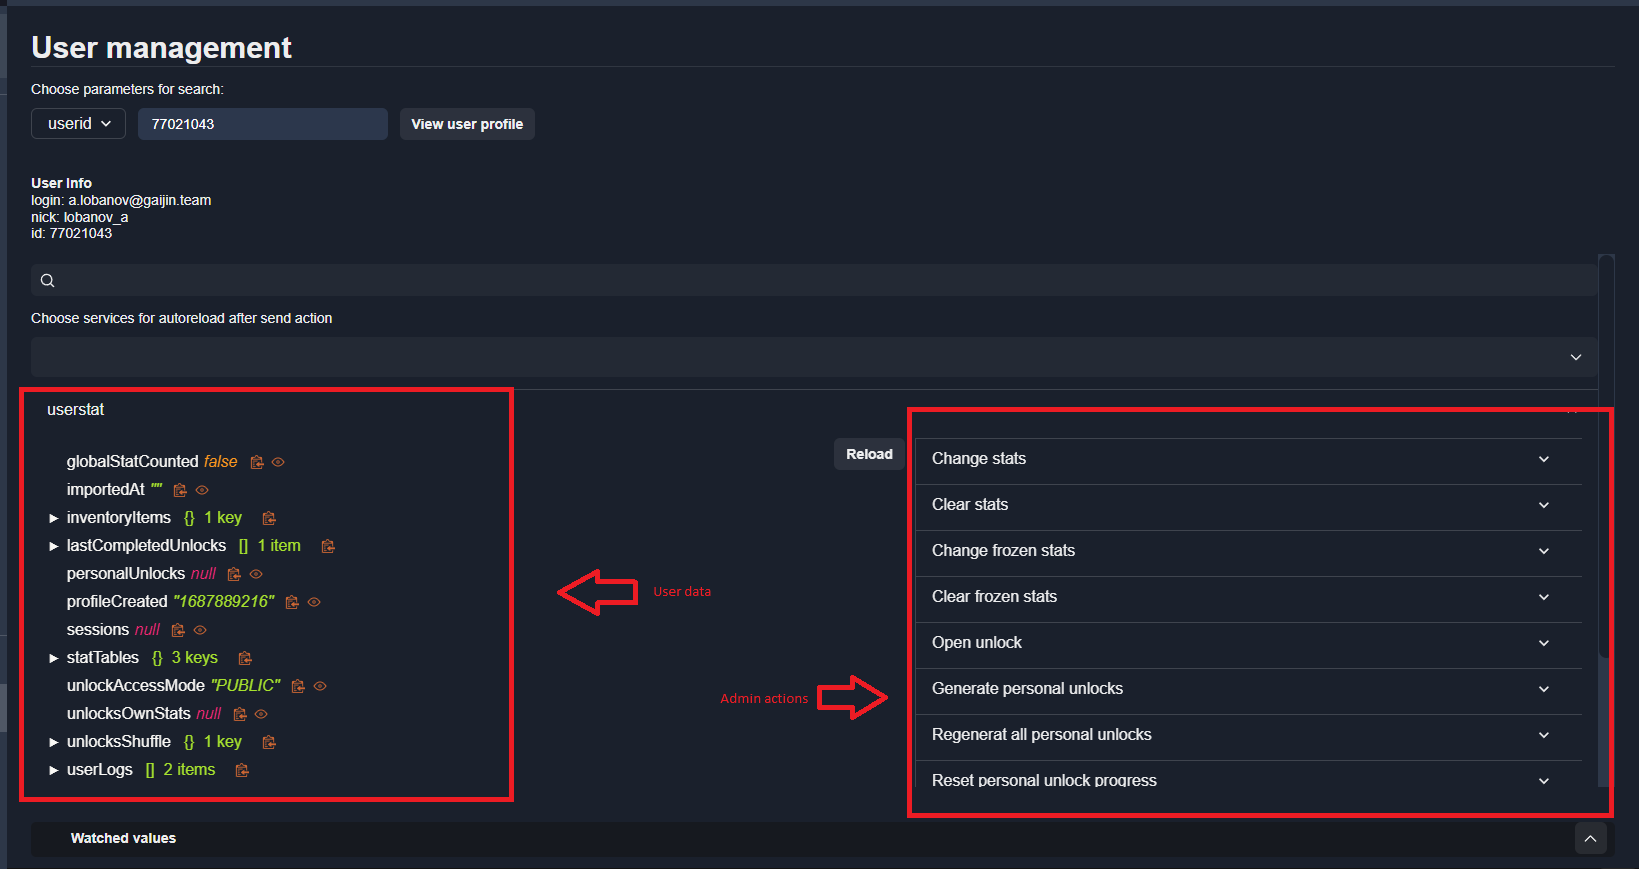 User management
Choose parameters for search:
userid 77021043 View user profile
User Info
login: a.lobanov@gaijin.team
nick: lobanov_a
id: 77021043
Choose services for autoreload after send action
userstat
globalStatCounted false
importedAt ""
inventoryItems {} 1 key
lastCompletedUnlocks [] 1 item
personalUnlocks null
profileCreated "1687889216"
sessions null
statTables {} 3 keys
unlockAccessMode "PUBLIC"
unlocksOwnStats null
unlocksShuffle {} 1 key
userLogs [] 2 items
User data
Admin actions
Reload
Change stats
Clear stats
Change frozen stats
Clear frozen stats
Open unlock
Generate personal unlocks
Regenerat all personal unlocks
Reset personal unlock progress
Watched values